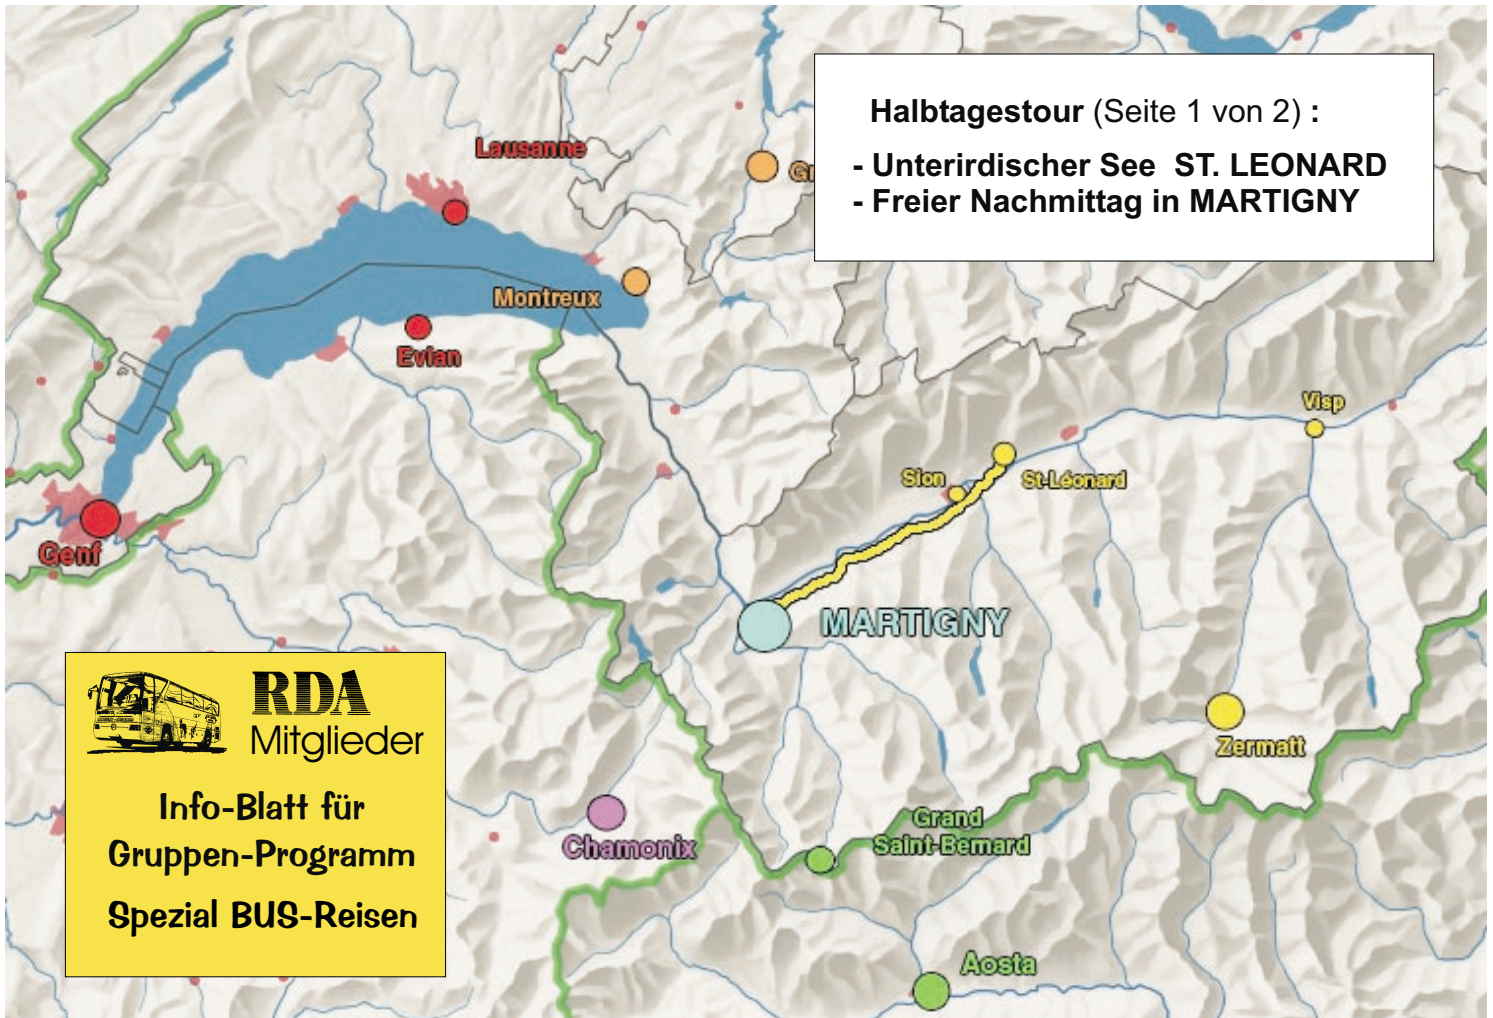 Halbtagestour (Seite 1 von 2) :
- Unterirdischer See ST. LEONARD
- Freier Nachmittag in MARTIGNY
Lausanne
Gr
Montreux
Evian
Genf
Visp
Sion
St-Léonard
MARTIGNY
Zermatt
Chamonix
Grand
Saint-Bernard
Aosta
RDA
Mitglieder
Info-Blatt für
Gruppen-Programm
Spezial BUS-Reisen